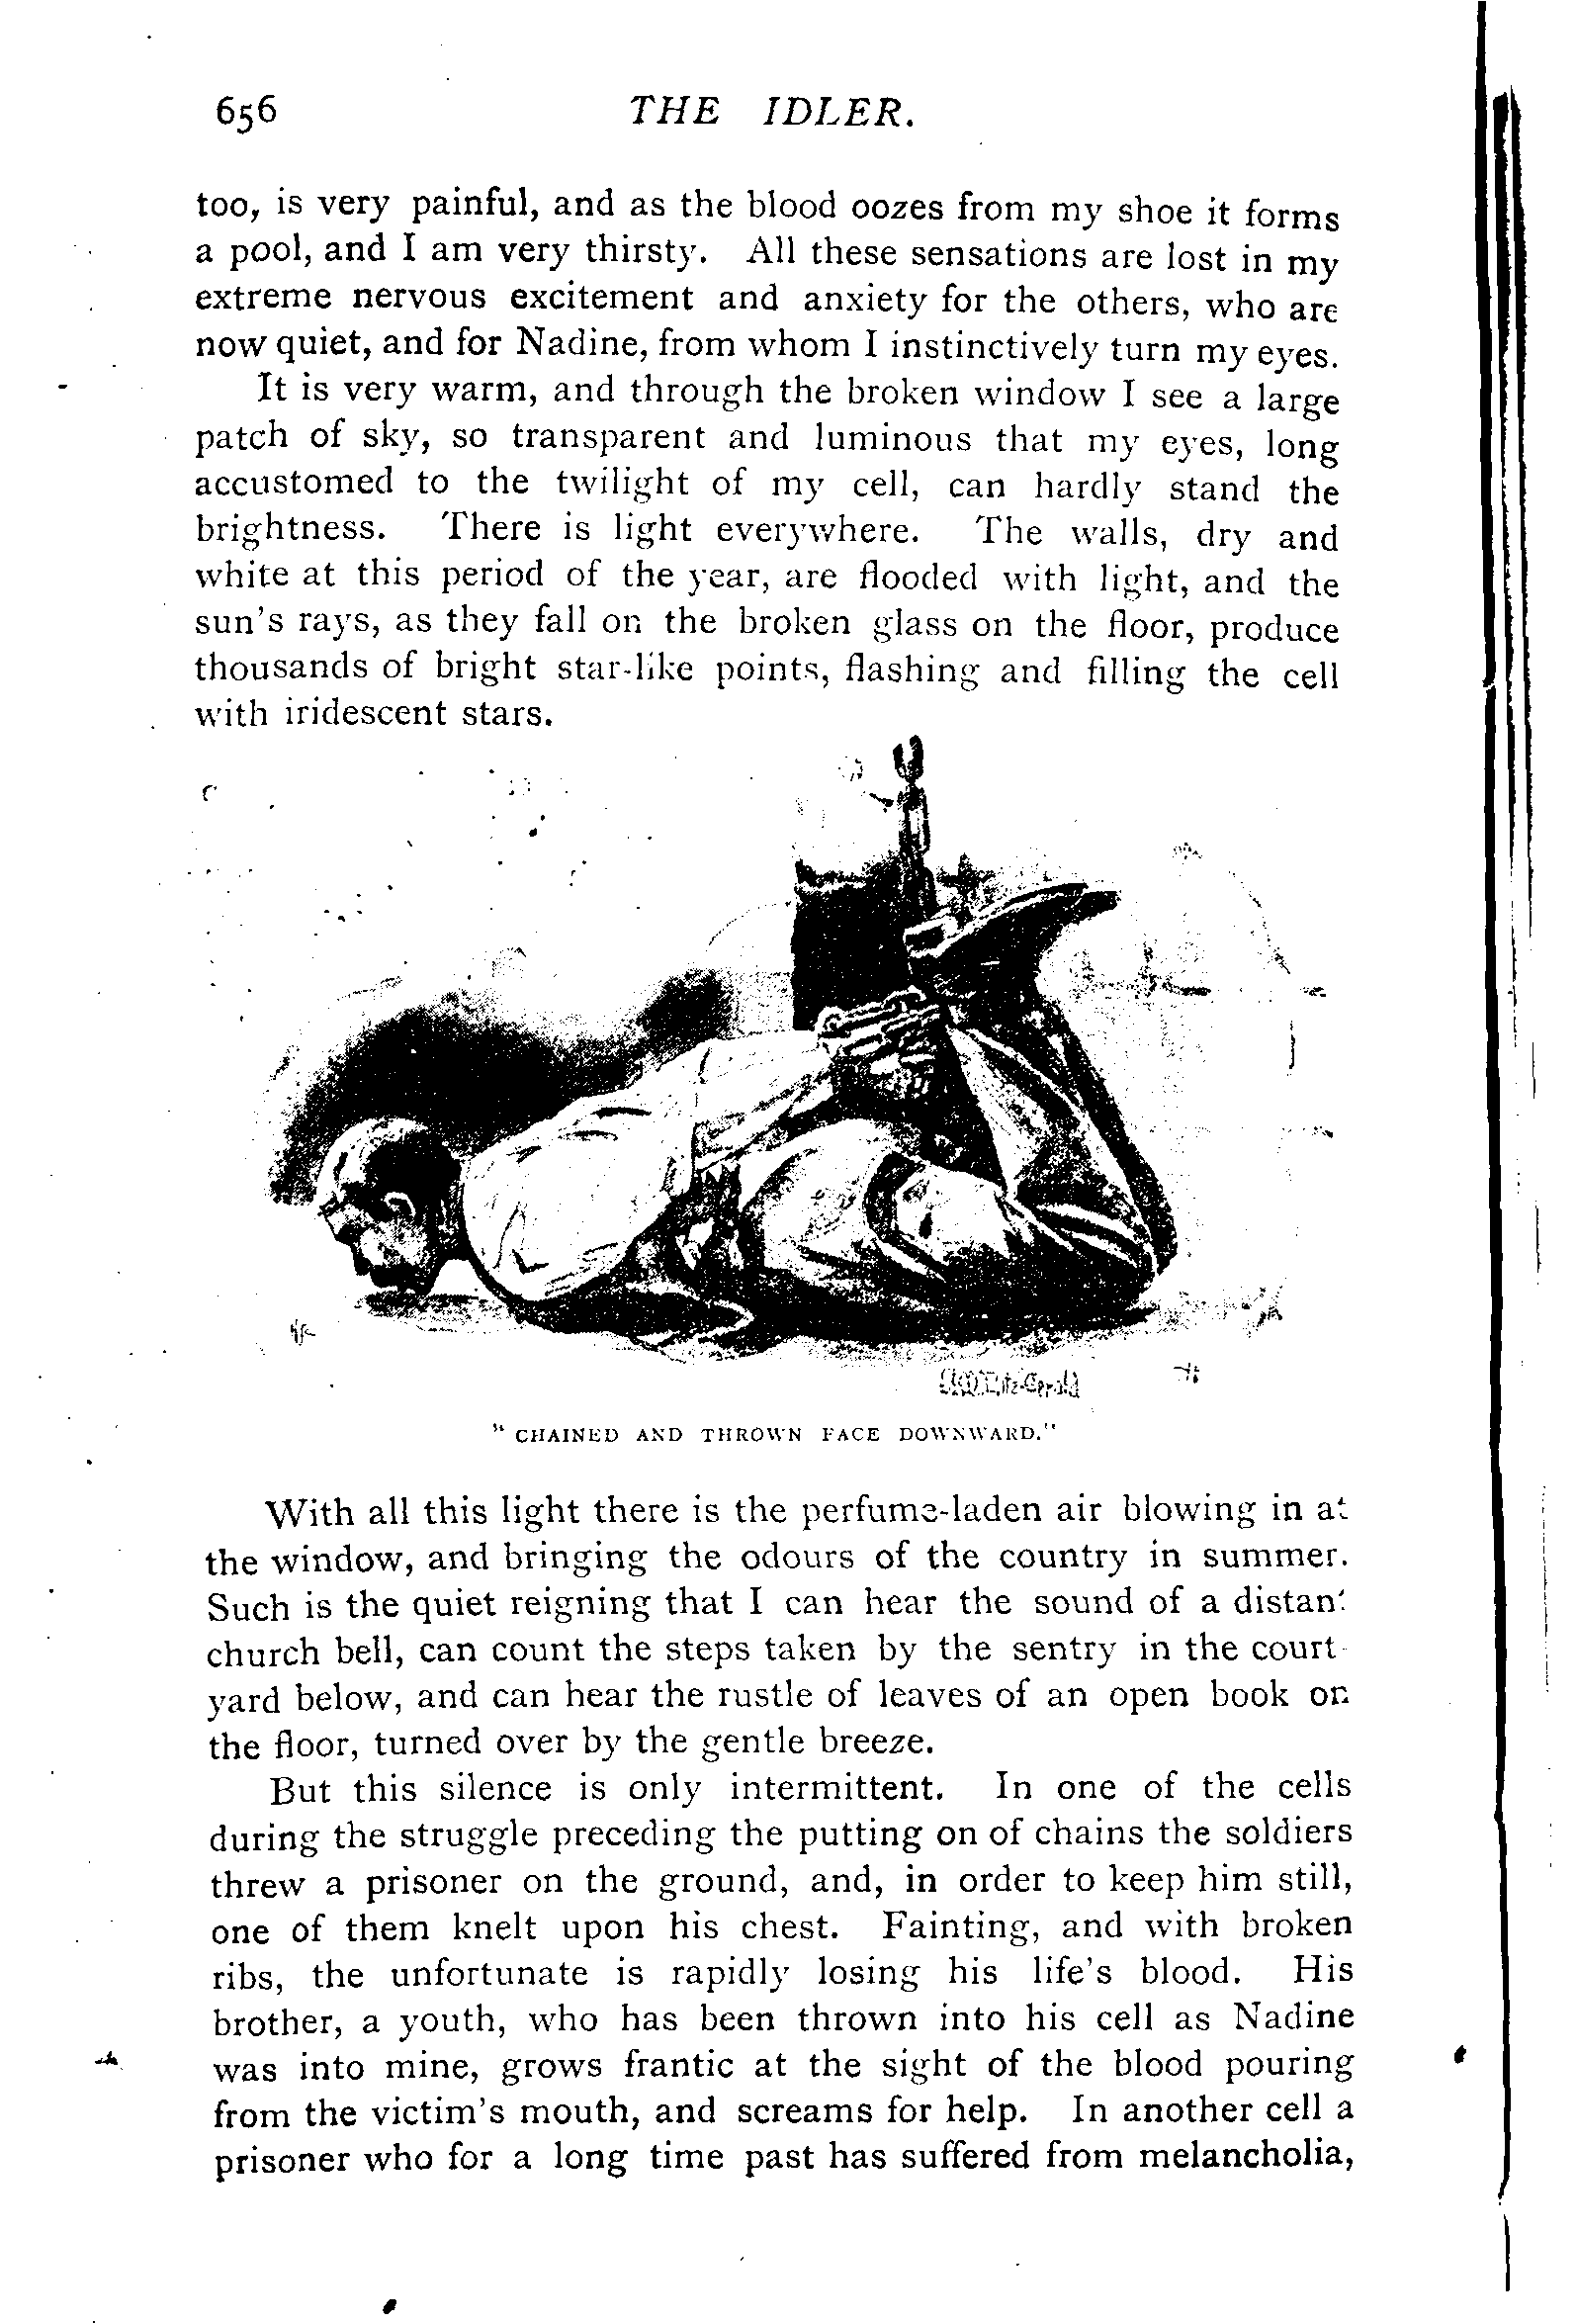 656 THE IDLER.
too, is very painful, and as the blood oozes from my shoe it forms
a pool, and I am very thirsty. All these sensations are lost in my
extreme nervous excitement and anxiety for the others, who are
now quiet, and for Nadine, from whom I instinctively turn my eyes.
It is very warm, and through the broken window I see a large
patch of sky, so transparent and luminous that my eyes, long
accustomed to the twilight of my cell, can hardly stand the
brightness. There is light everywhere. The walls, dry and
white at this period of the year, are flooded with light, and the
sun's rays, as they fall on the broken glass on the floor, produce
thousands of bright star-like points, flashing and filling the cell
with iridescent stars.
"CHAINED AND THROWN FACE DOWNWARD."
With all this light there is the perfume-laden air blowing in at
the window, and bringing the odours of the country in summer.
Such is the quiet reigning that I can hear the sound of a distant
church bell, can count the steps taken by the sentry in the court-
yard below, and can hear the rustle of leaves of an open book on
the floor, turned over by the gentle breeze.
But this silence is only intermittent. In one of the cells
during the struggle preceding the putting on of chains the soldiers
threw a prisoner on the ground, and, in order to keep him still,
one of them knelt upon his chest. Fainting, and with broken
ribs, the unfortunate is rapidly losing his life's blood. His
brother, a youth, who has been thrown into his cell as Nadine
was into mine, grows frantic at the sight of the blood pouring
from the victim's mouth, and screams for help. In another cell a
prisoner who for a long time past has suffered from melancholia,